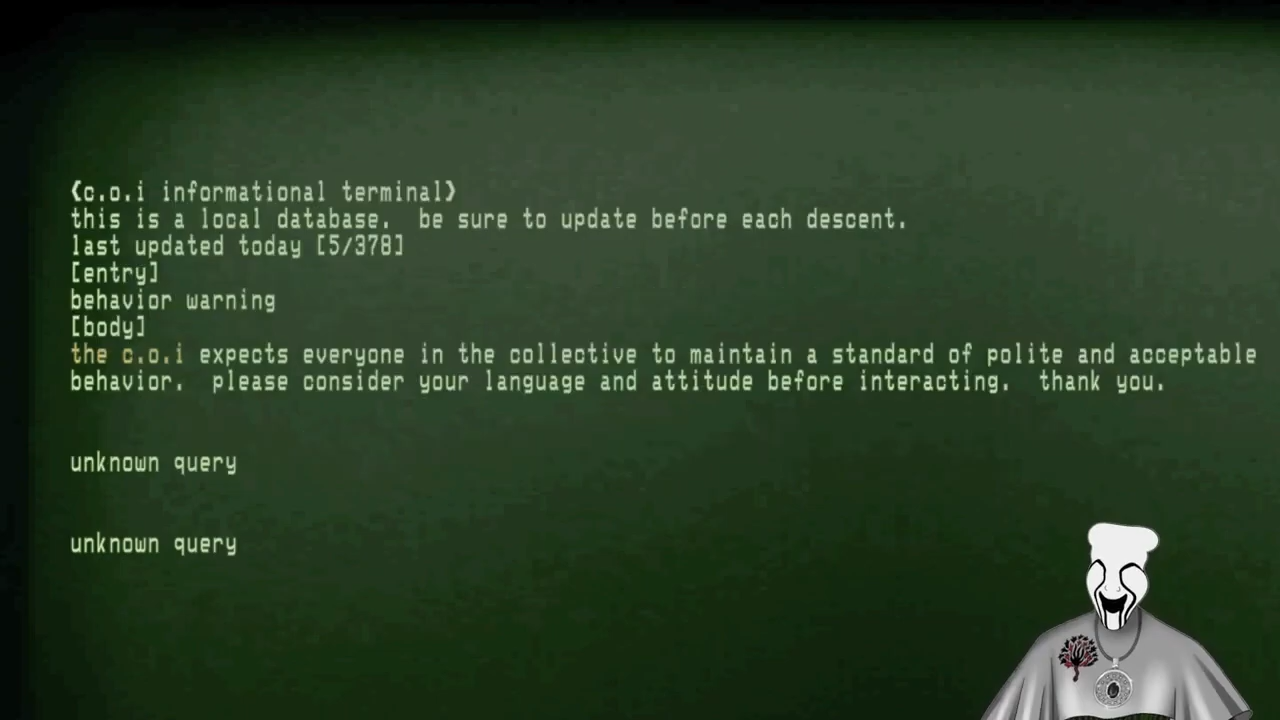 <c.o.i informational terminal>
this is a local database.  be sure to update before each descent.
last updated today [5/378]
[entry]
behavior warning
[body]
the c.o.i expects everyone in the collective to maintain a standard of polite and acceptable
behavior.  please consider your language and attitude before interacting.  thank you.
unknown query
unknown query